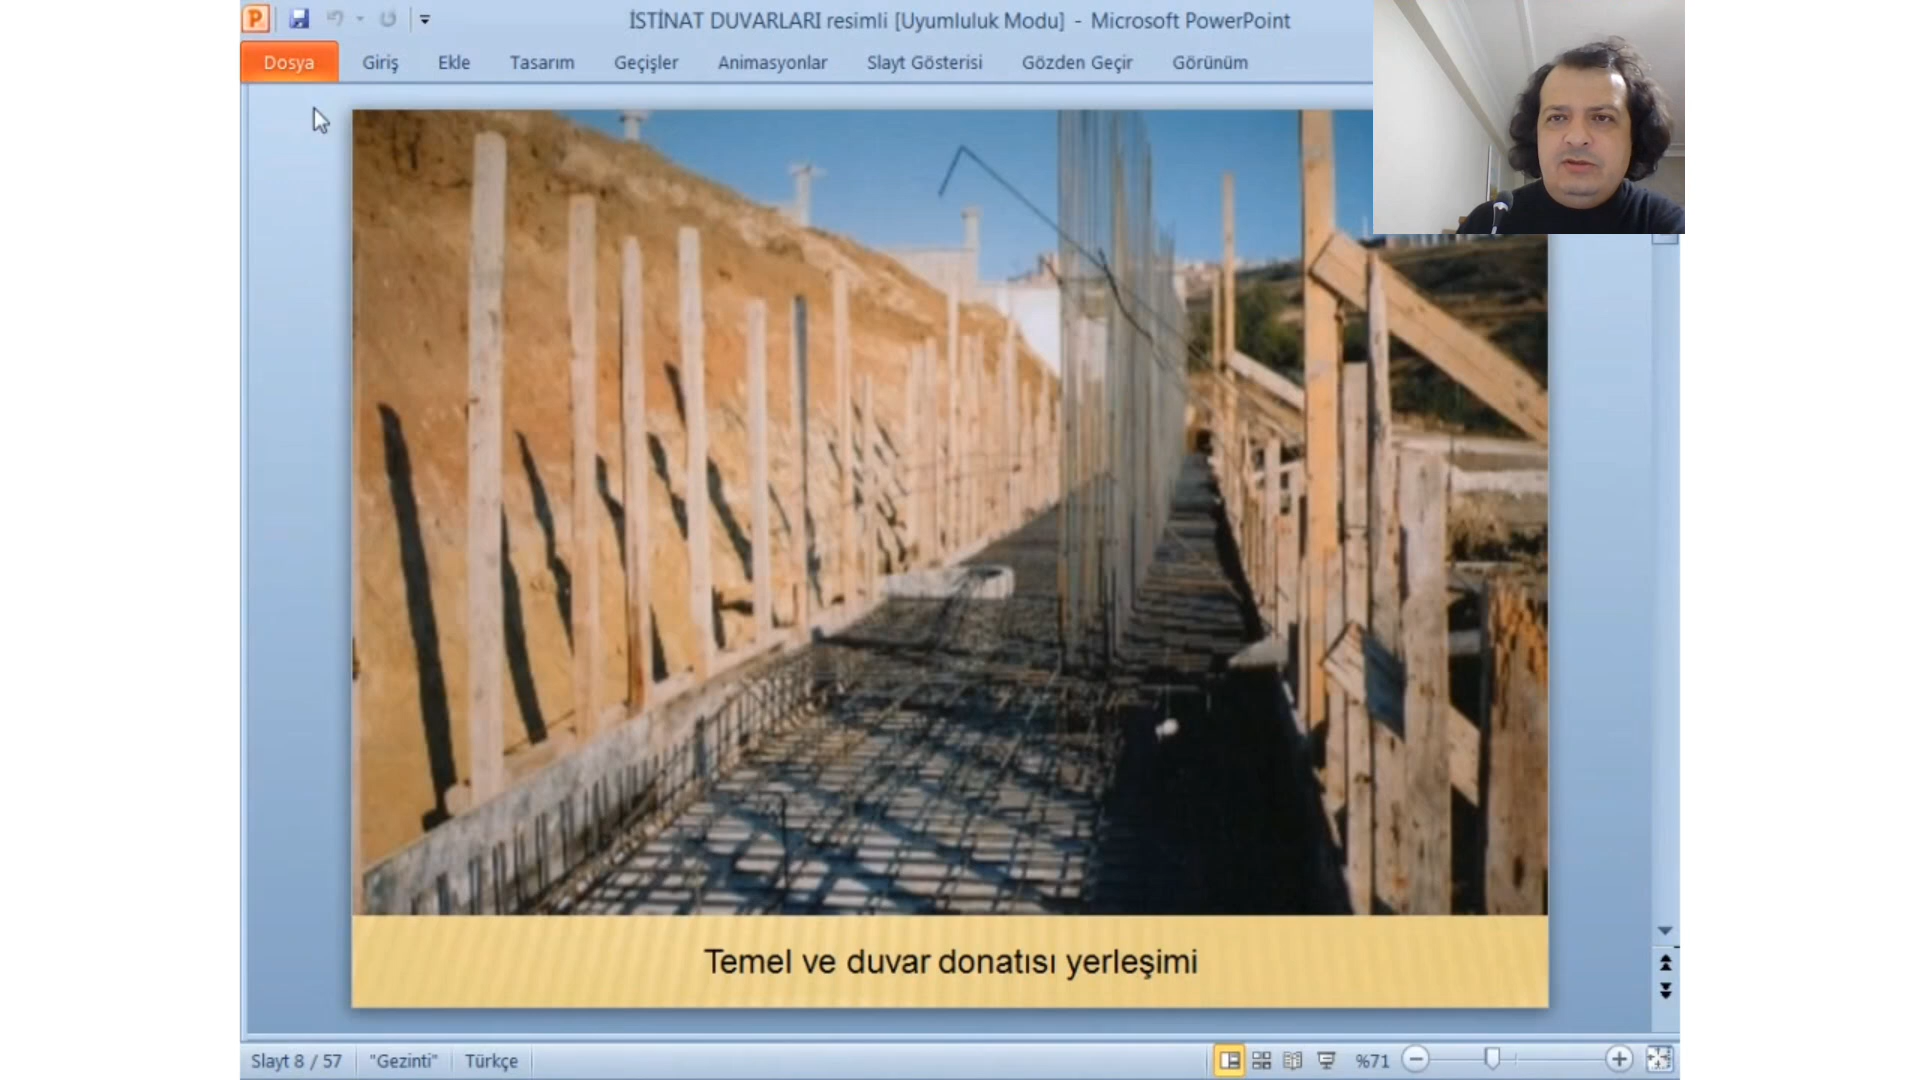 İSTİNAT DUVARLARI resimli [Uyumluluk Modu] - Microsoft PowerPoint
Dosya Giriş Ekle Tasarım Geçişler Animasyonlar Slayt Gösterisi Gözden Geçir Görünüm
Temel ve duvar donatısı yerleşimi
Slayt 8 / 57 "Gezinti" Türkçe %71